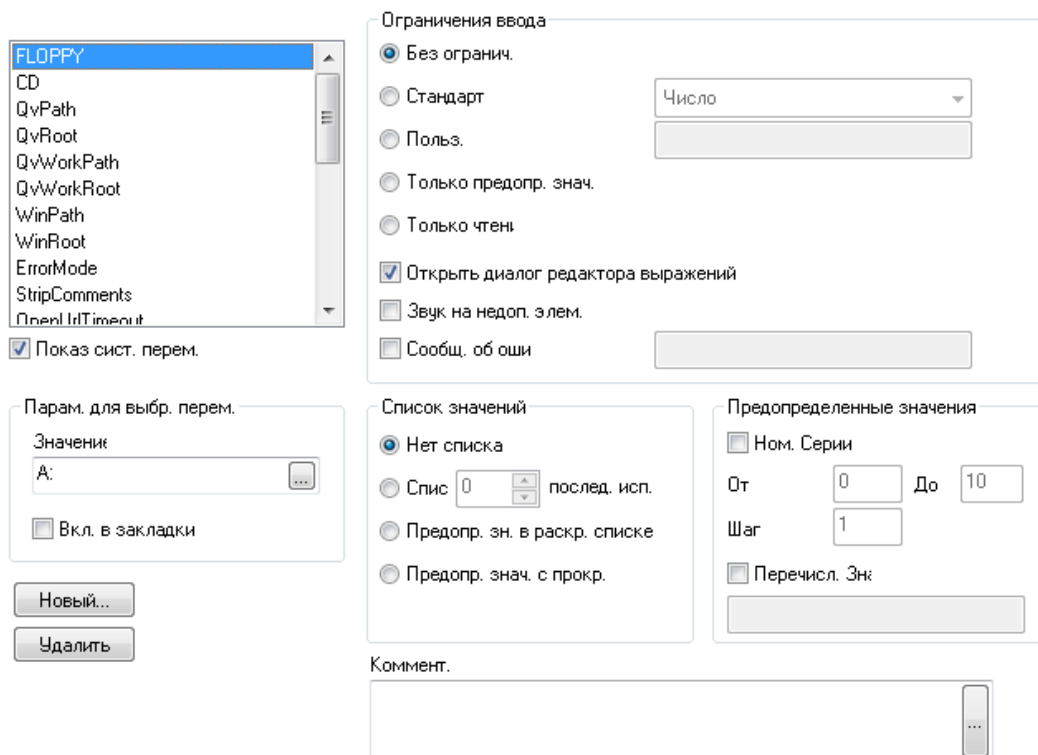 FLOPPY
CD
QvPath
QvRoot
QvWorkPath
QvWorkRoot
WinPath
WinRoot
ErrorMode
StripComments
OpenUrlTimeout
Показ сист. перем.
Ограничения ввода
Без огранич.
Стандарт Число
Польз.
Только предопр. знач.
Только чтени
Открыть диалог редактора выражений
Звук на недоп. элем.
Сообщ. об оши
Парам. для выбр. перем.
Значение
A: ...
Вкл. в закладки
Новый...
Удалить
Список значений
Нет списка
Спис 0 послед. исп.
Предопр. зн. в раскр. списке
Предопр. знач. с прокр.
Предопределенные значения
Ном. Серии
От 0 До 10
Шаг 1
Перечисл. Зна
Коммент.
...